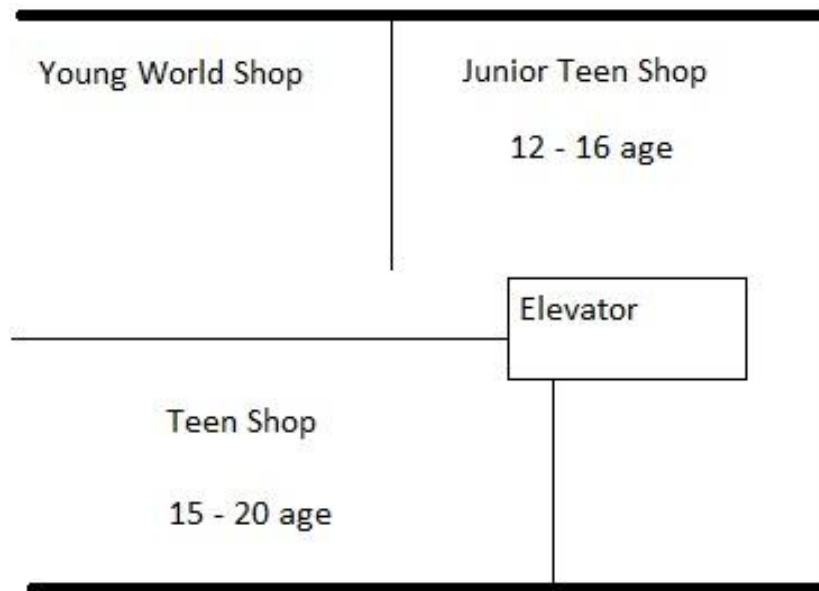 Young World Shop
Junior Teen Shop
12 - 16 age
Elevator
Teen Shop
15 - 20 age